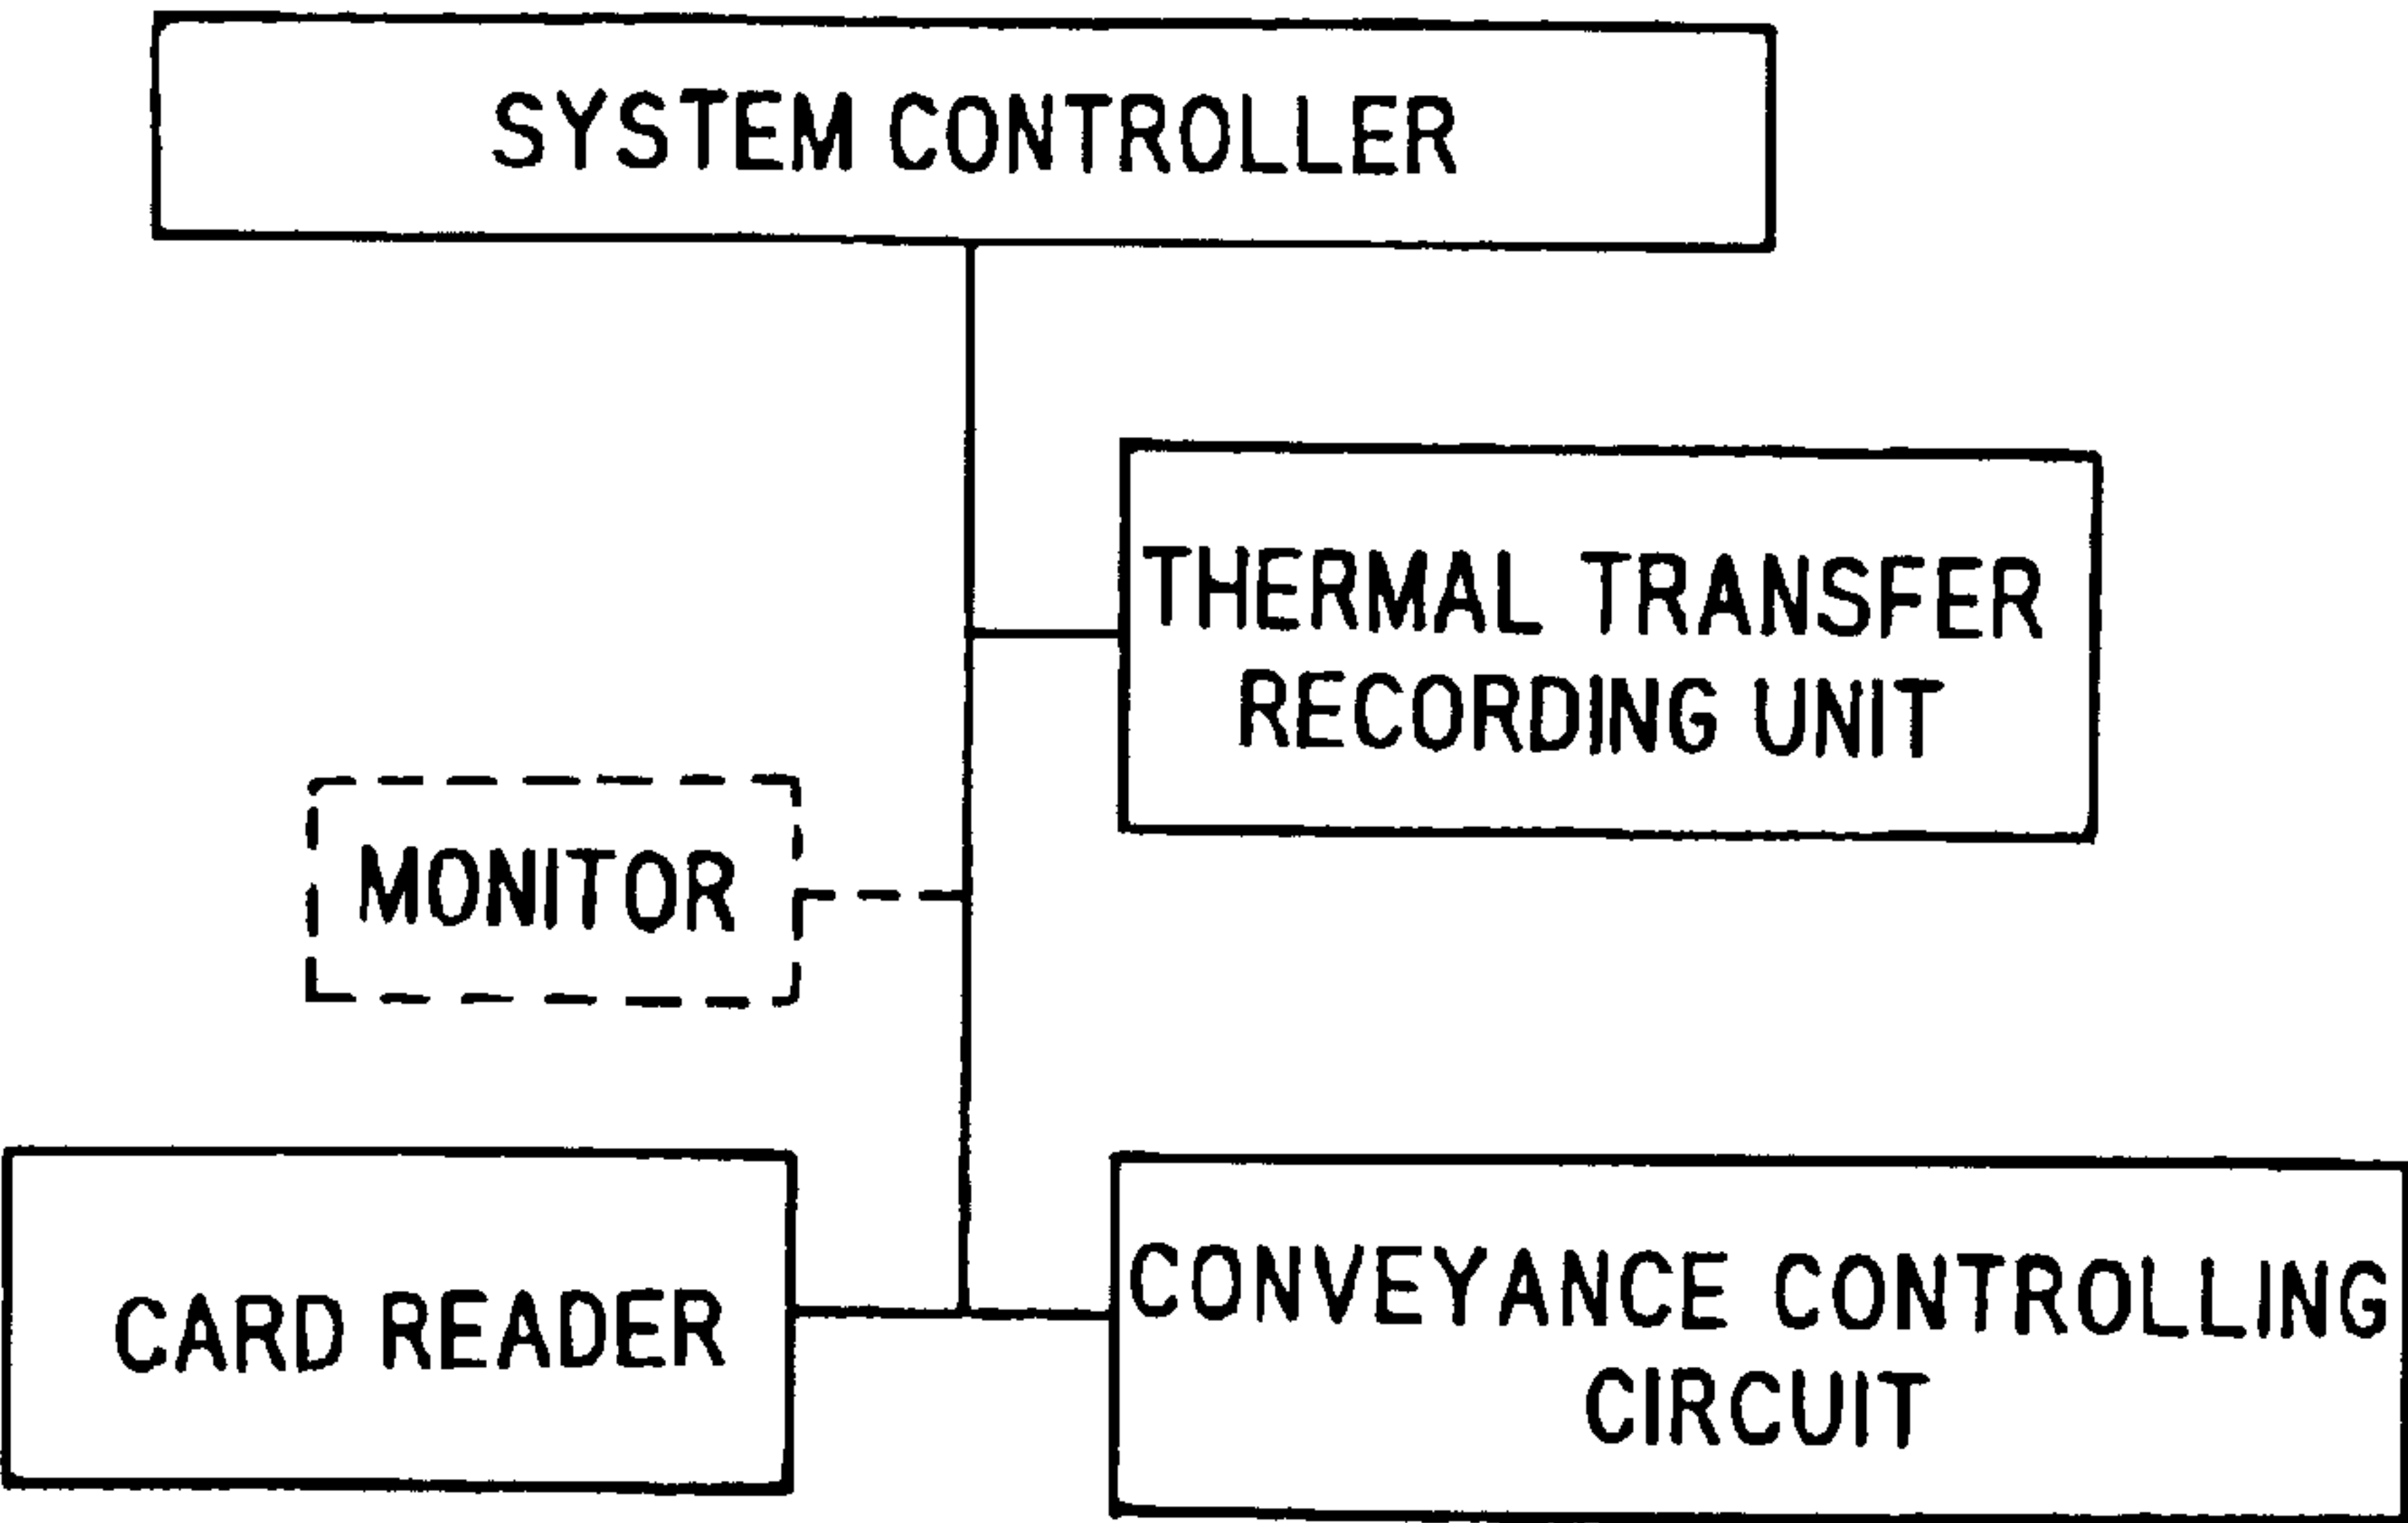 SYSTEM CONTROLLER
THERMAL TRANSFER
RECORDING UNIT
MONITOR
CARD READER
CONVEYANCE CONTROLLING
CIRCUIT